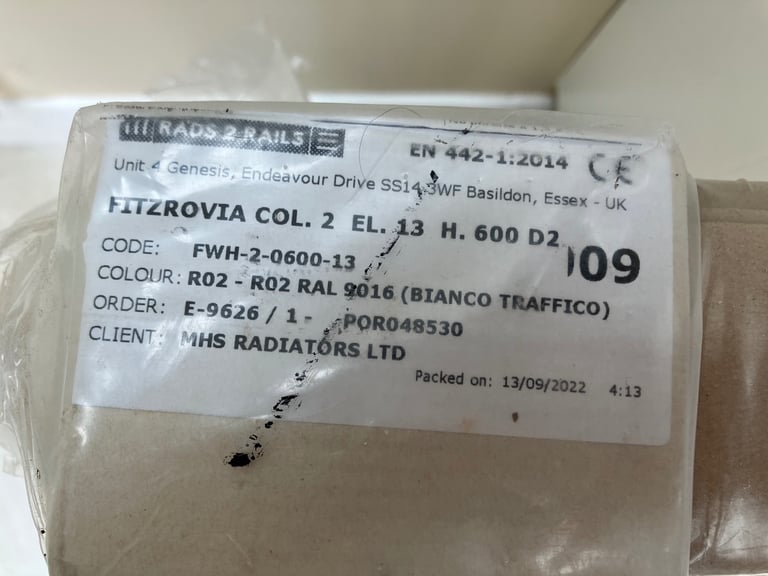 RADS 2 RAILS
EN 442-1:2014 CE
Unit 4 Genesis, Endeavour Drive SS14 3WF Basildon, Essex - UK
FITZROVIA COL. 2 EL. 13 H. 600 D2
009
CODE: FWH-2-0600-13
COLOUR: R02 - R02 RAL 9016 (BIANCO TRAFFICO)
ORDER: E-9626 / 1 - POR048530
CLIENT: MHS RADIATORS LTD
Packed on: 13/09/2022 4:13